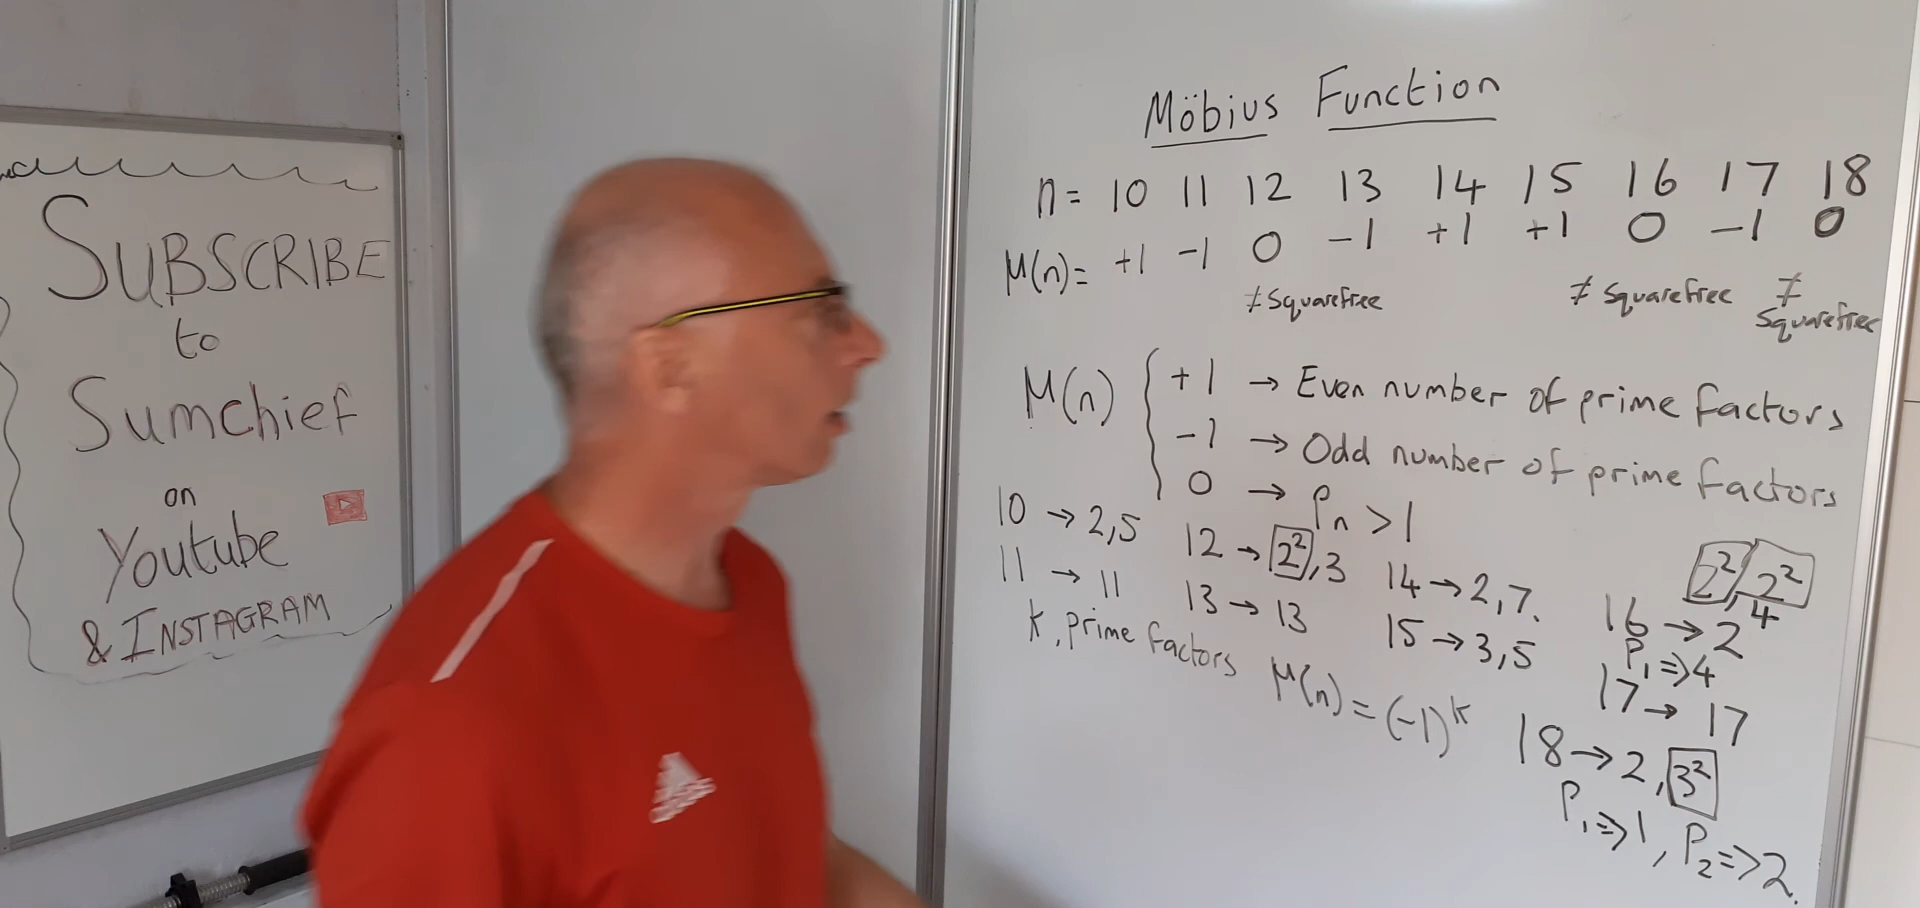 SUBSCRIBE
to
Sumchief
on
Youtube
& INSTAGRAM
adidas
Möbius Function
n = 10 11 12 13 14 15 16 17 18
μ(n) = +1 -1 0 -1 +1 +1 0 -1 0
≠ Squarefree ≠ Squarefree ≠ Squarefree
μ(n) { +1 → Even number of prime factors
-1 → Odd number of prime factors
0 → Pn > 1
10 → 2,5
11 → 11
12 → 2²,3
13 → 13
14 → 2,7.
15 → 3,5
2², 2²
16 → 2⁴
P₁ => 4
17 → 17
18 → 2, 3²
P₁ => 1, P₂ => 2.
k, prime factors μ(n) = (-1)^k